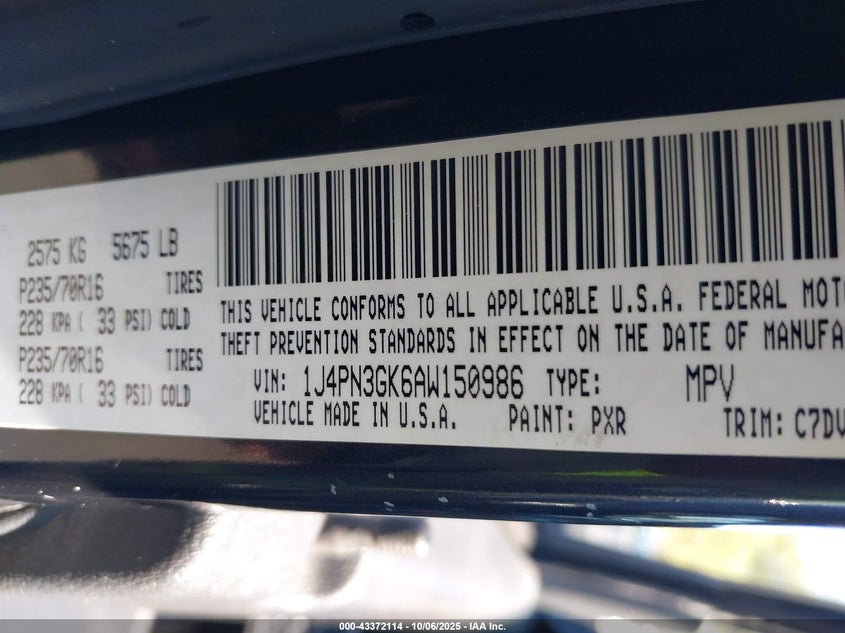 2575 KG 5675 LB
P235/70R16 TIRES
228 KPA ( 33 PSI) COLD
P235/70R16 TIRES
228 KPA ( 33 PSI) COLD
THIS VEHICLE CONFORMS TO ALL APPLICABLE U.S.A. FEDERAL MOTO
THEFT PREVENTION STANDARDS IN EFFECT ON THE DATE OF MANUFA
VIN: 1J4PN3GK6AW150986 TYPE: MPV
VEHICLE MADE IN U.S.A. PAINT: PXR TRIM: C7DV
000-43372114 - 10/06/2025 - IAA Inc.